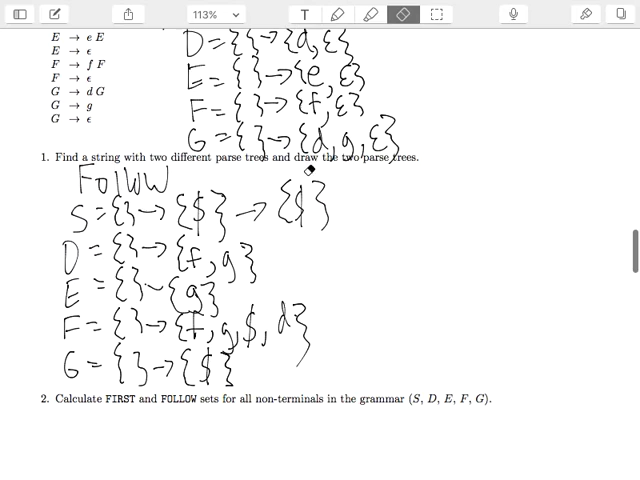 113%
T
E → e E
E → ϵ
F → f F
F → ϵ
G → d G
G → g
G → ϵ
D = { } → {d, ε}
E = { } → {e, ε}
F = { } → {f, ε}
G = { } → {d, g, ε}
1. Find a string with two different parse trees and draw the two parse trees.
Follow
S = { } → {$} → {$}
D = { } → {f, g}
E = { } - {g}
F = { } → {f, g, $, d}
G = { } → {$}
2. Calculate FIRST and FOLLOW sets for all non-terminals in the grammar (S, D, E, F, G).